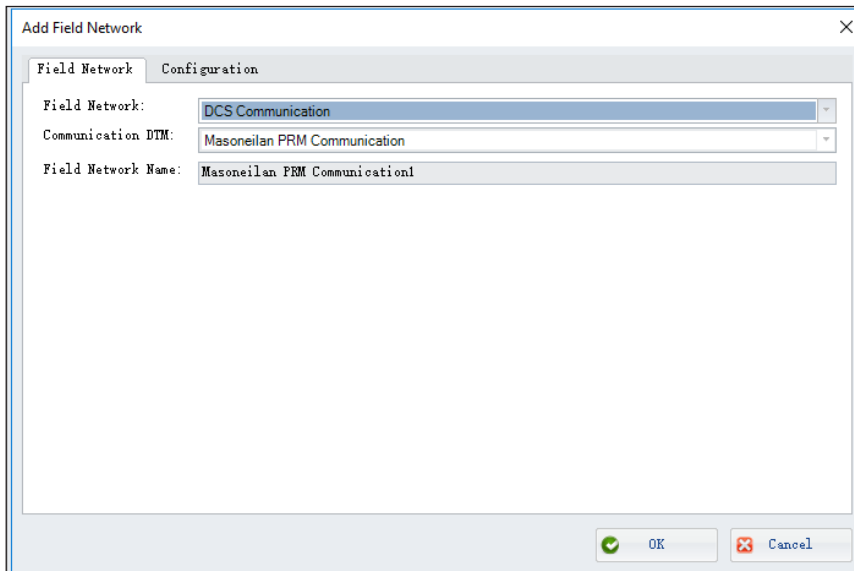 Add Field Network
Field Network Configuration
Field Network: DCS Communication
Communication DTM: Masoneilan PRM Communication
Field Network Name: Masoneilan PRM Communication1
OK Cancel